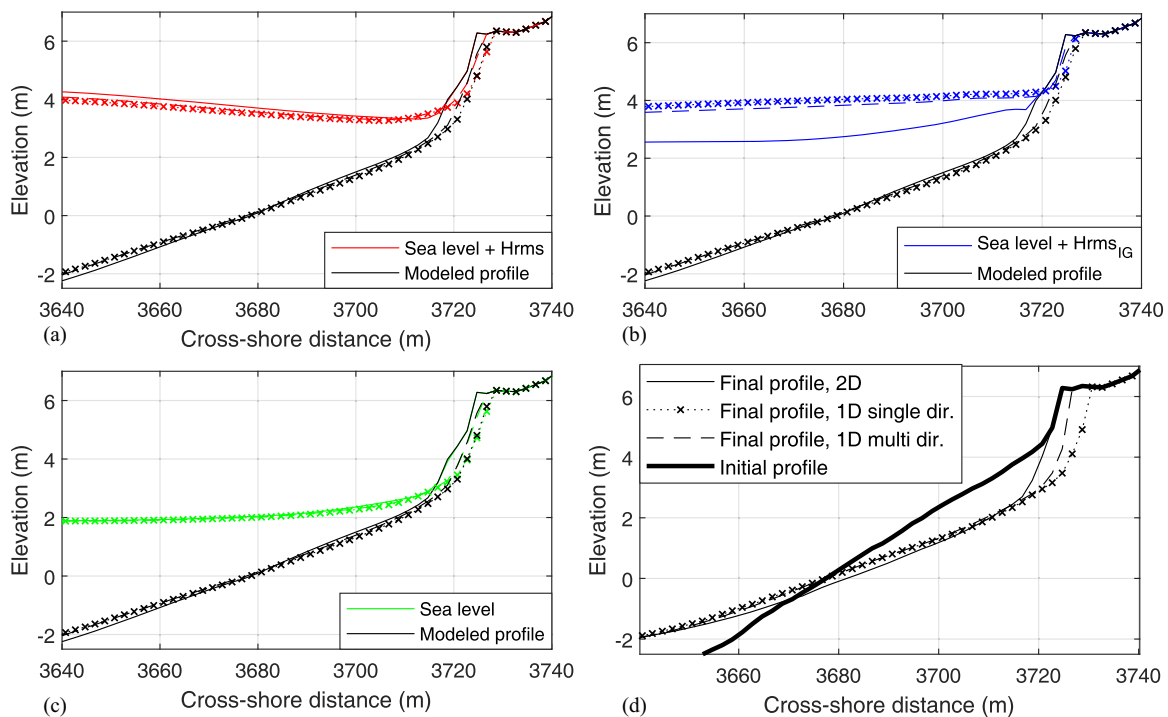 6
4
2
0
-2
Elevation (m)
Sea level + Hrms
Modeled profile
3640 3660 3680 3700 3720 3740
(a)
Cross-shore distance (m)
6
4
2
0
-2
Elevation (m)
Sea level + HrmsIG
Modeled profile
3640 3660 3680 3700 3720 3740
(b)
Cross-shore distance (m)
6
4
2
0
-2
Elevation (m)
Sea level
Modeled profile
3640 3660 3680 3700 3720 3740
(c)
Cross-shore distance (m)
Final profile, 2D
Final profile, 1D single dir.
Final profile, 1D multi dir.
Initial profile
6
4
2
0
-2
Elevation (m)
3660 3680 3700 3720 3740
Cross-shore distance (m)
(d)